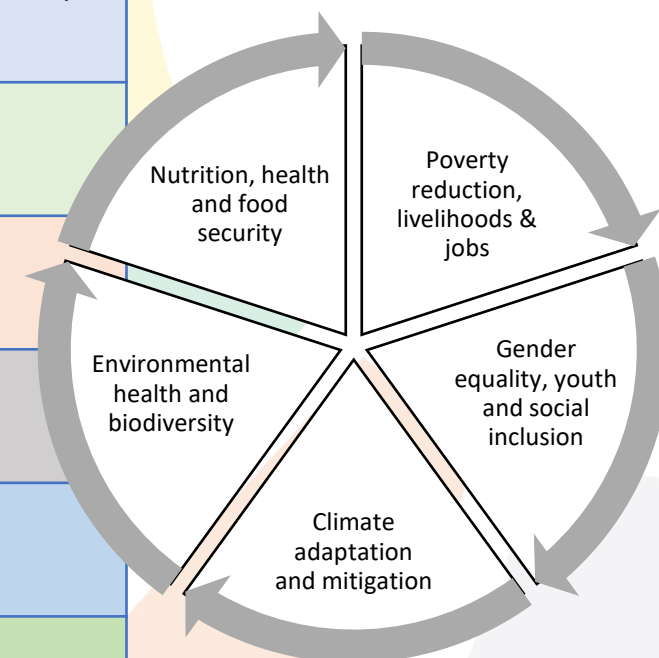 Nutrition, health
and food
security
Poverty
reduction,
livelihoods &
jobs
Gender
equality, youth
and social
inclusion
Climate
adaptation
and mitigation
Environmental
health and
biodiversity